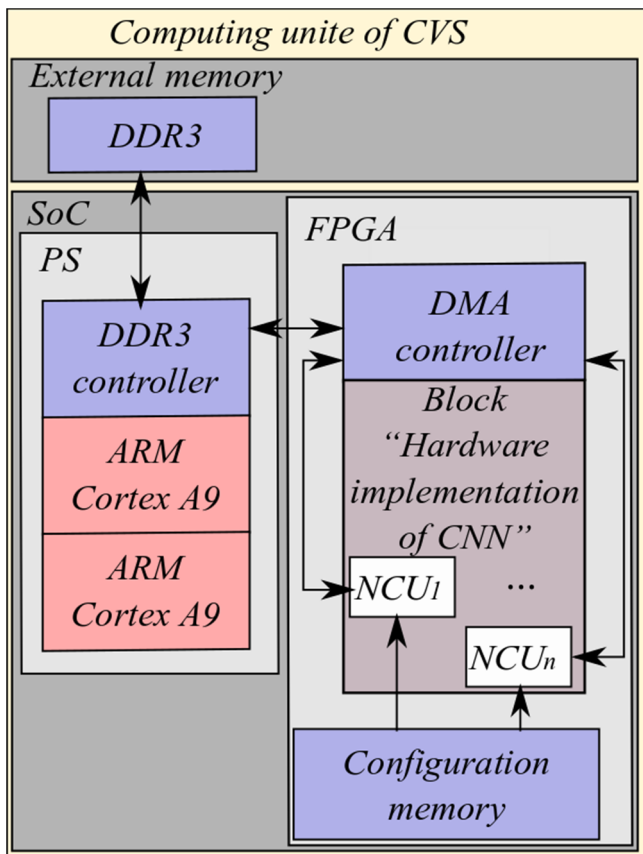 Computing unite of CVS
External memory
DDR3
SoC
PS
DDR3
controller
ARM
Cortex A9
ARM
Cortex A9
FPGA
DMA
controller
Block
“Hardware
implementation
of CNN”
NCU1
...
NCUn
Configuration
memory